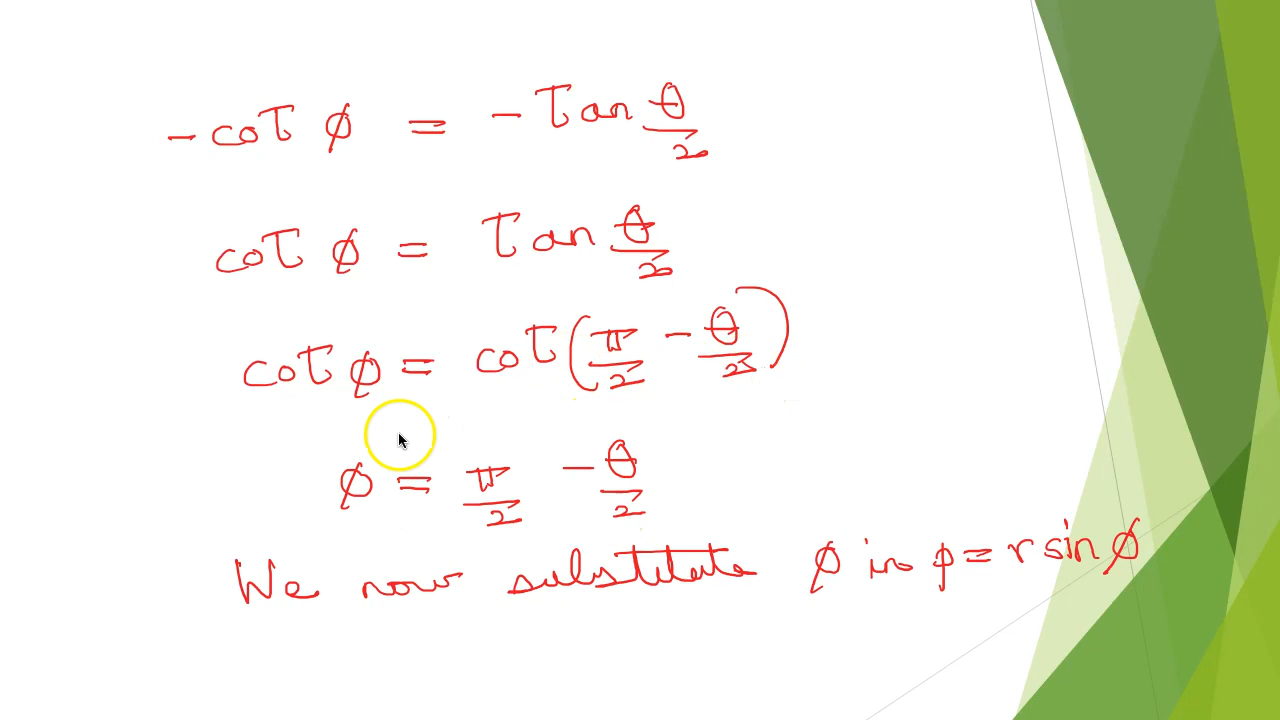 - cot φ = - Tan θ/2
cot φ = Tan θ/2
cot φ = cot(π/2 - θ/2)
φ = π/2 - θ/2
We now substitute φ in p = r sin φ